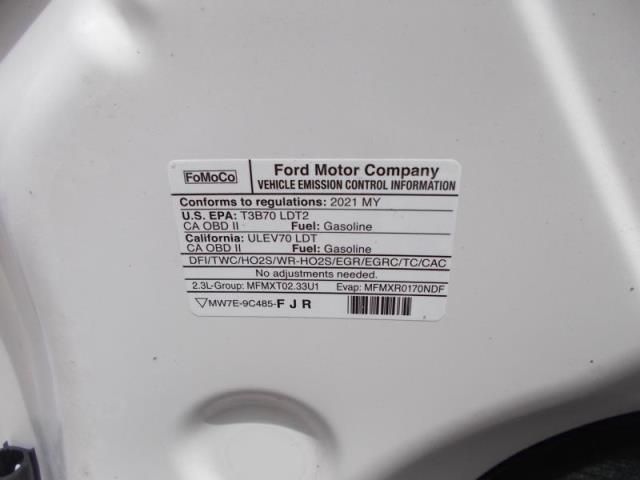 FoMoCo
Ford Motor Company
VEHICLE EMISSION CONTROL INFORMATION
Conforms to regulations: 2021 MY
U.S. EPA: T3B70 LDT2
CA OBD II Fuel: Gasoline
California: ULEV70 LDT
CA OBD II Fuel: Gasoline
DFI/TWC/HO2S/WR-HO2S/EGR/EGRC/TC/CAC
No adjustments needed.
2.3L-Group: MFMXT02.33U1 Evap: MFMXR0170NDF
▽MW7E-9C485-F J R